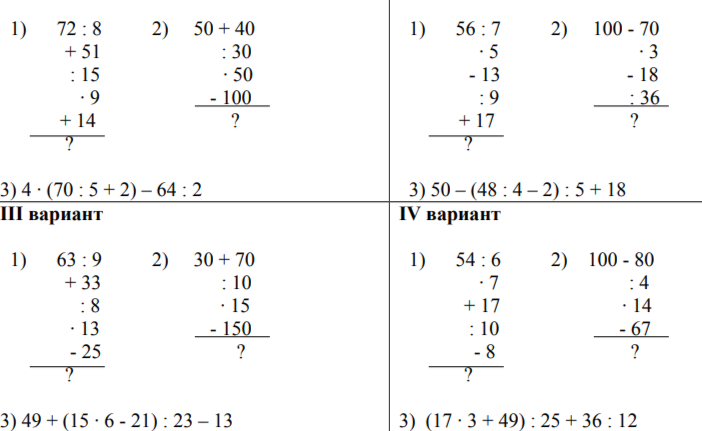 1) 72 : 8 2) 50 + 40
+ 51 : 30
: 15 · 50
· 9 - 100
+ 14 ?
?
3) 4 · (70 : 5 + 2) – 64 : 2
1) 56 : 7 2) 100 - 70
· 5 · 3
- 13 - 18
: 9 : 36
+ 17 ?
?
3) 50 – (48 : 4 – 2) : 5 + 18
III вариант
1) 63 : 9 2) 30 + 70
+ 33 : 10
: 8 · 15
· 13 - 150
- 25 ?
?
3) 49 + (15 · 6 - 21) : 23 – 13
IV вариант
1) 54 : 6 2) 100 - 80
· 7 : 4
+ 17 · 14
: 10 - 67
- 8 ?
?
3) (17 · 3 + 49) : 25 + 36 : 12